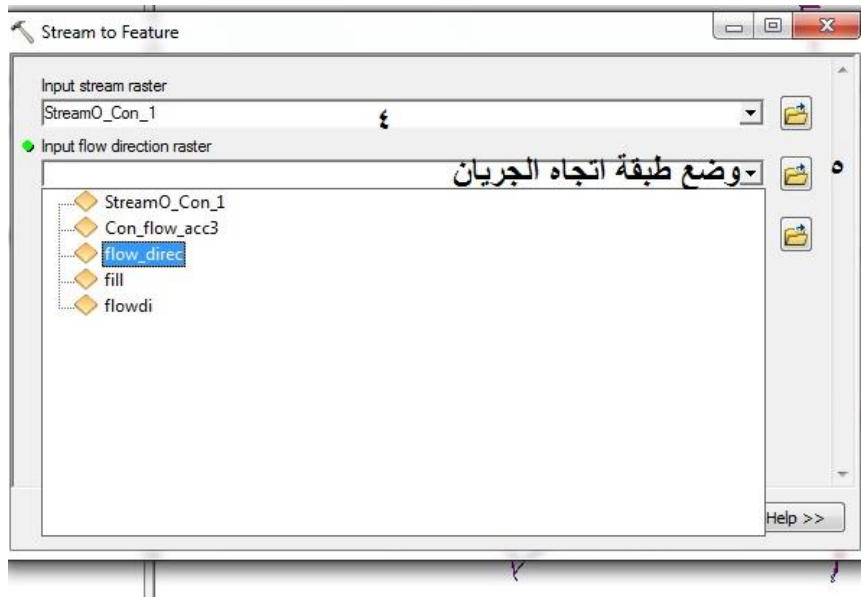 Stream to Feature
Input stream raster
StreamO_Con_1
٤
Input flow direction raster
وضع طبقة اتجاه الجريان
٥
StreamO_Con_1
Con_flow_acc3
flow_direc
fill
flowdi
Help >>